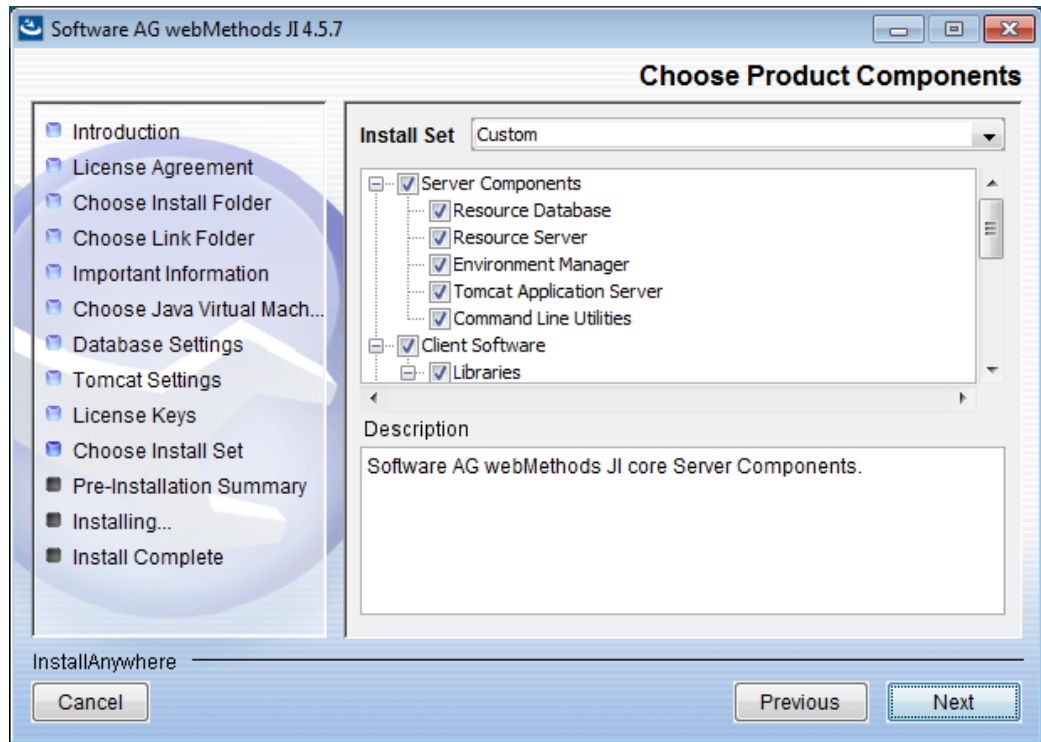 Software AG webMethods JI 4.5.7
Choose Product Components
Introduction
License Agreement
Choose Install Folder
Choose Link Folder
Important Information
Choose Java Virtual Mach...
Database Settings
Tomcat Settings
License Keys
Choose Install Set
Pre-Installation Summary
Installing...
Install Complete
Install Set Custom
Server Components
Resource Database
Resource Server
Environment Manager
Tomcat Application Server
Command Line Utilities
Client Software
Libraries
Description
Software AG webMethods JI core Server Components.
InstallAnywhere
Cancel
Previous
Next